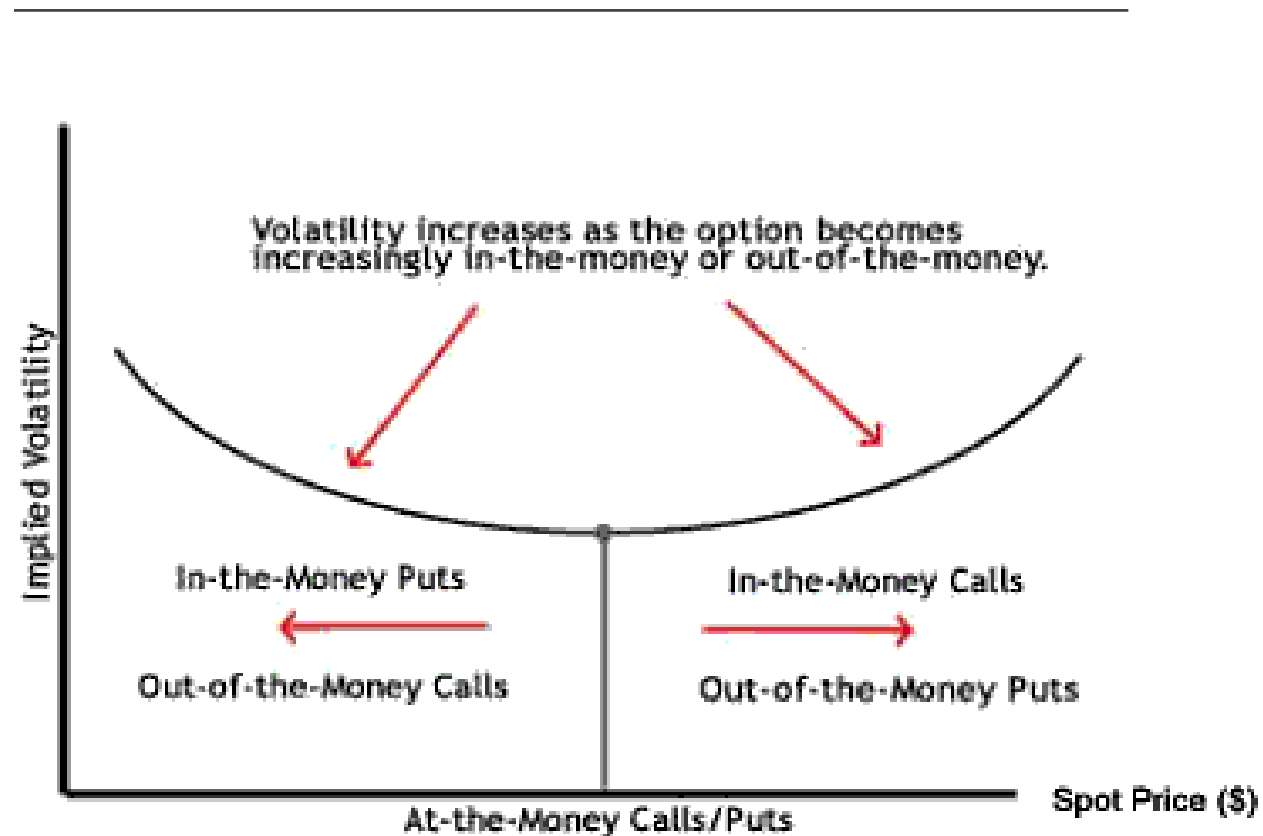 Volatility increases as the option becomes
increasingly in-the-money or out-of-the-money.
Implied Volatility
In-the-Money Puts
In-the-Money Calls
Out-of-the-Money Calls
Out-of-the-Money Puts
Spot Price ($)
At-the-Money Calls/Puts